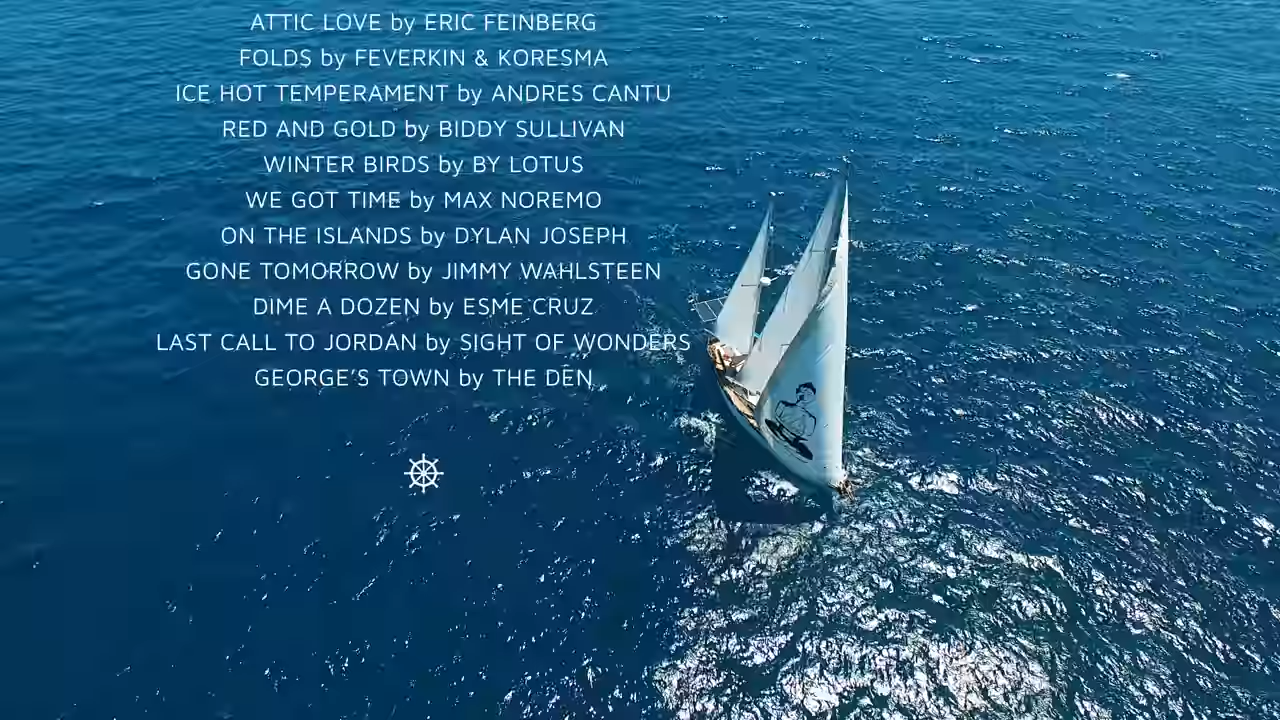 ATTIC LOVE by ERIC FEINBERG
FOLDS by FEVERKIN & KORESMA
ICE HOT TEMPERAMENT by ANDRES CANTU
RED AND GOLD by BIDDY SULLIVAN
WINTER BIRDS by BY LOTUS
WE GOT TIME by MAX NOREMO
ON THE ISLANDS by DYLAN JOSEPH
GONE TOMORROW by JIMMY WAHLSTEEN
DIME A DOZEN by ESME CRUZ
LAST CALL TO JORDAN by SIGHT OF WONDERS
GEORGE’S TOWN by THE DEN